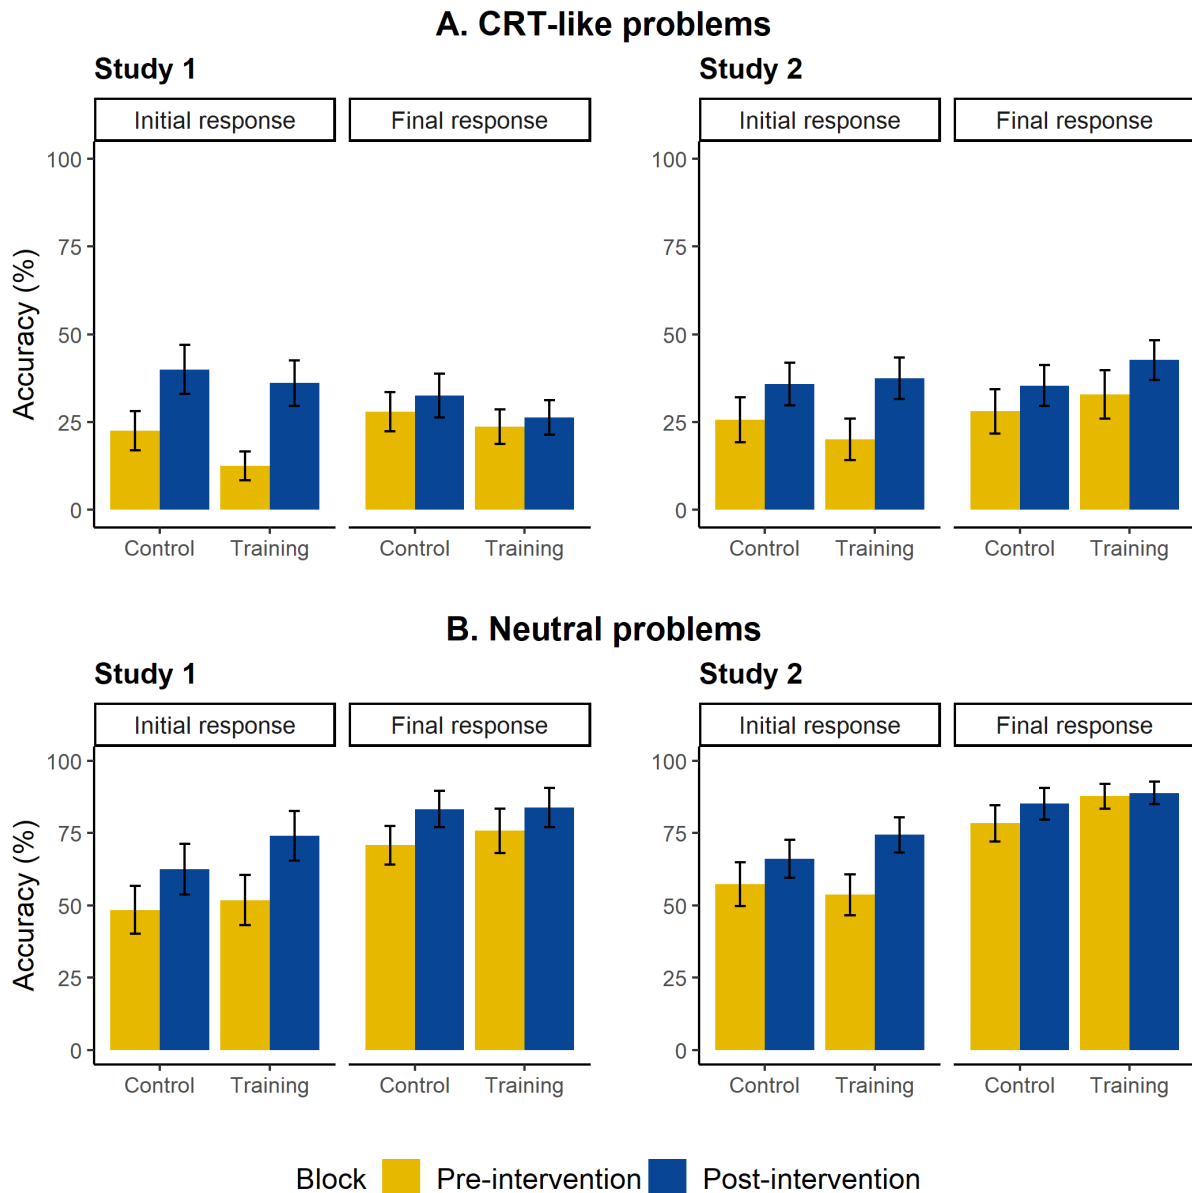 A. CRT-like problems
Study 1
Study 2
Initial response
Final response
Initial response
Final response
Accuracy (%)
100
75
50
25
0
100
75
50
25
0
Control
Training
Control
Training
Control
Training
Control
Training
B. Neutral problems
Study 1
Study 2
Initial response
Final response
Initial response
Final response
Accuracy (%)
100
75
50
25
0
100
75
50
25
0
Control
Training
Control
Training
Control
Training
Control
Training
Block
Pre-intervention
Post-intervention